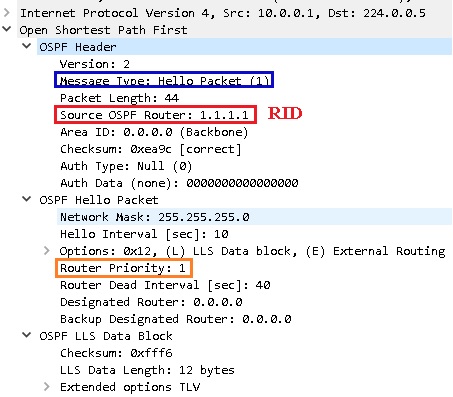 Internet Protocol Version 4, Src: 10.0.0.1, Dst: 224.0.0.5
Open Shortest Path First
OSPF Header
Version: 2
Message Type: Hello Packet (1)
Packet Length: 44
Source OSPF Router: 1.1.1.1 RID
Area ID: 0.0.0.0 (Backbone)
Checksum: 0xea9c [correct]
Auth Type: Null (0)
Auth Data (none): 0000000000000000
OSPF Hello Packet
Network Mask: 255.255.255.0
Hello Interval [sec]: 10
Options: 0x12, (L) LLS Data block, (E) External Routing
Router Priority: 1
Router Dead Interval [sec]: 40
Designated Router: 0.0.0.0
Backup Designated Router: 0.0.0.0
OSPF LLS Data Block
Checksum: 0xfff6
LLS Data Length: 12 bytes
Extended options TLV